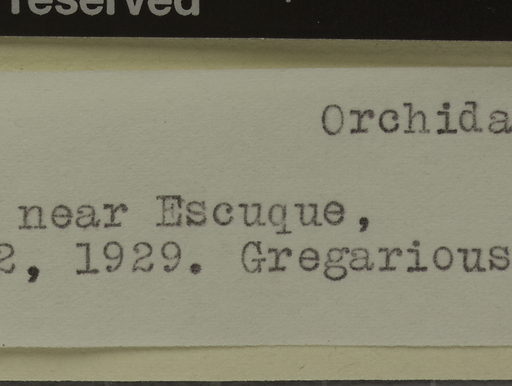 reserved
Orchida
near Escuque,
2, 1929. Gregarious